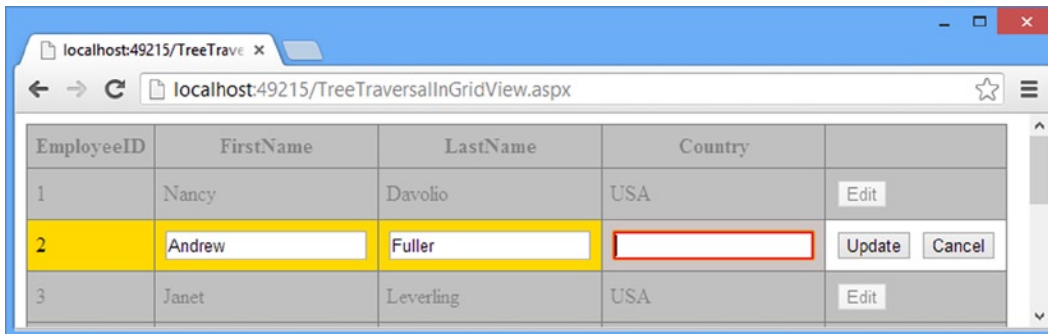 localhost:49215/TreeTrave
localhost:49215/TreeTraversalInGridView.aspx
EmployeeID FirstName LastName Country
1 Nancy Davolio USA Edit
2 Andrew Fuller Update Cancel
3 Janet Leverling USA Edit